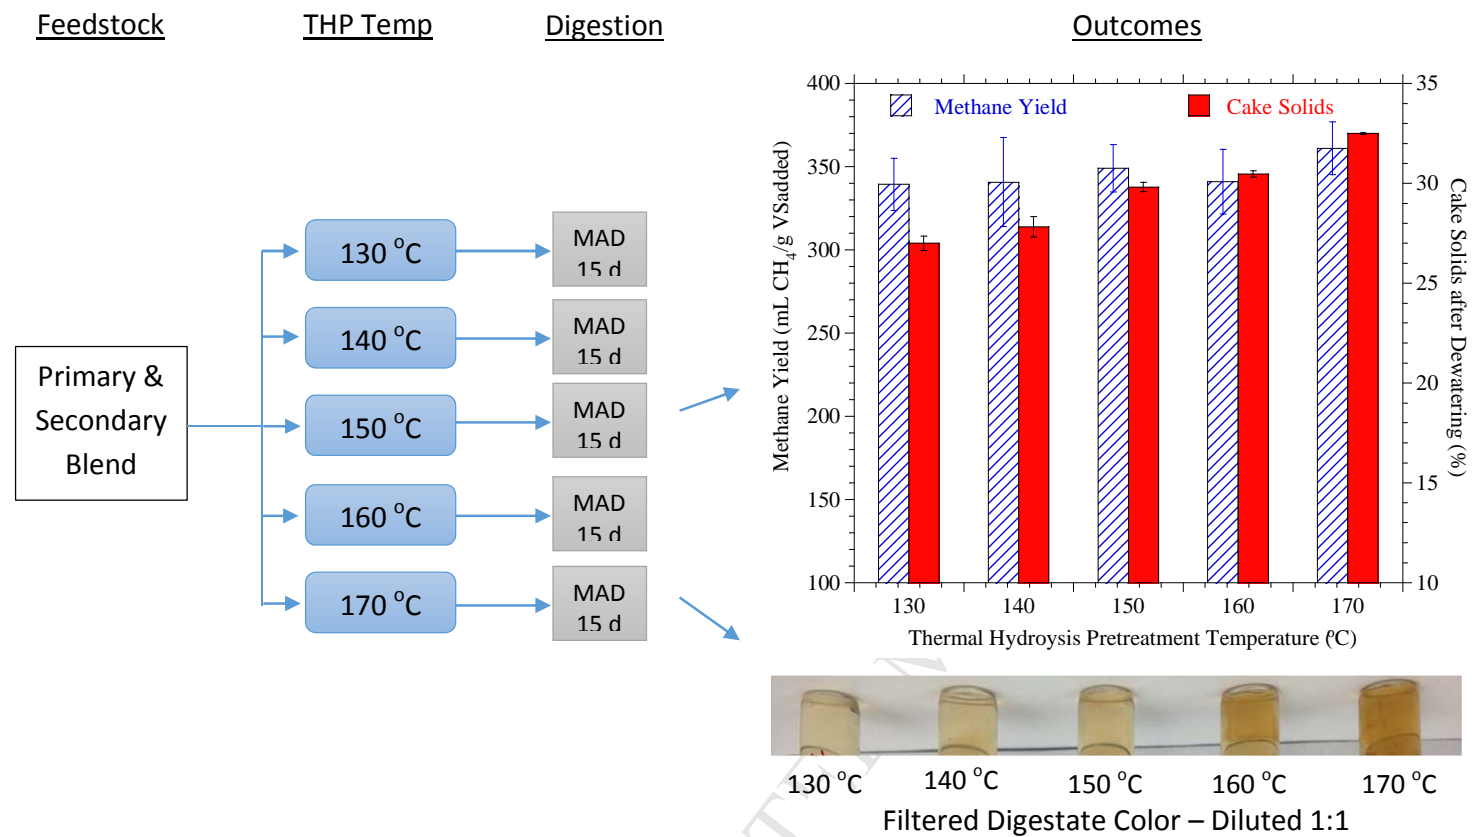 Feedstock
THP Temp
Digestion
Outcomes
Primary &
Secondary
Blend
130 °C
140 °C
150 °C
160 °C
170 °C
MAD
15 d
MAD
15 d
MAD
15 d
MAD
15 d
MAD
15 d
Methane Yield
Cake Solids
Methane Yield (mL CH₄/g VSadded)
400
350
300
250
200
150
100
Cake Solids after Dewatering (%)
35
30
25
20
15
10
130
140
150
160
170
Thermal Hydroysis Pretreatment Temperature (°C)
130 °C
140 °C
150 °C
160 °C
170 °C
Filtered Digestate Color – Diluted 1:1